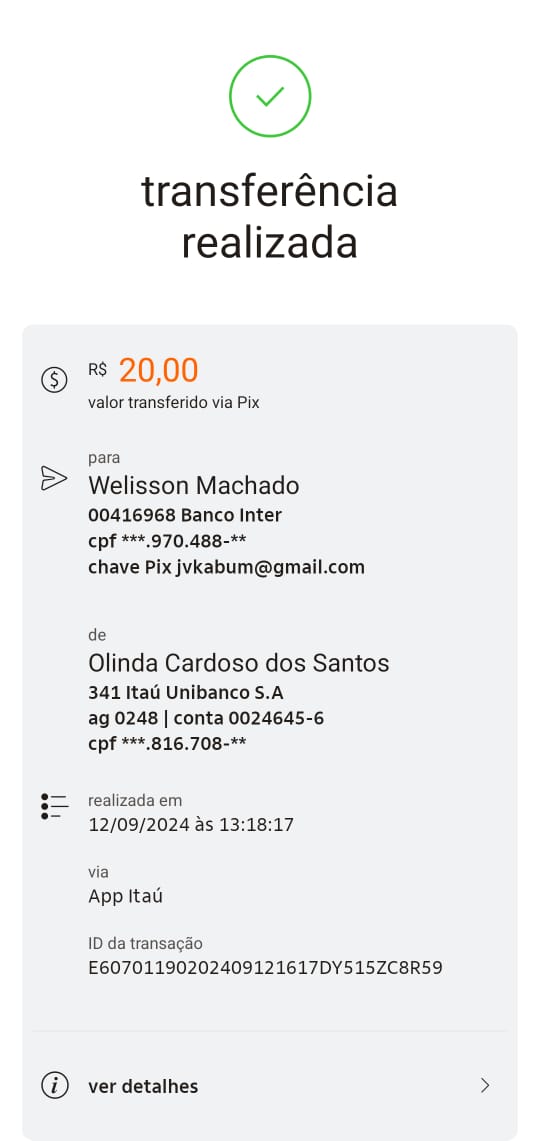 transferência
realizada
R$ 20,00
valor transferido via Pix
para
Welisson Machado
00416968 Banco Inter
cpf ***.970.488-**
chave Pix jvkabum@gmail.com
de
Olinda Cardoso dos Santos
341 Itaú Unibanco S.A
ag 0248 | conta 0024645-6
cpf ***.816.708-**
realizada em
12/09/2024 às 13:18:17
via
App Itaú
ID da transação
E60701190202409121617DY515ZC8R59
ver detalhes